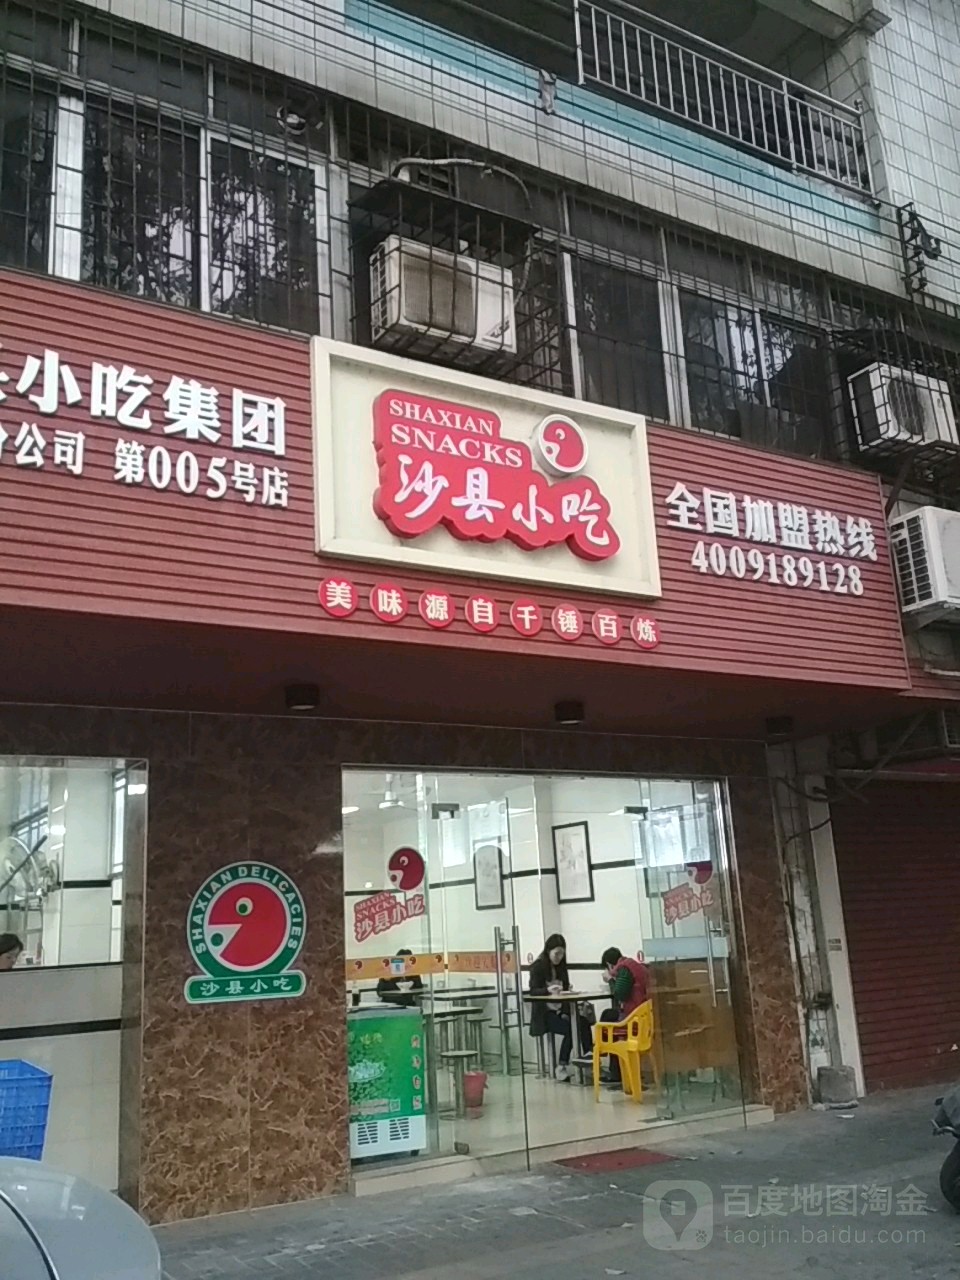 小吃集团
公司 第005号店
SHAXIAN
SNACKS
沙县小吃
全国加盟热线
4009189128
美味源自千锤百炼
SHAXIAN DELICACES
沙县小吃
SHAXIAN
SNACKS
沙县小吃
沙县小吃
百度地图淘金
taojin.baidu.com